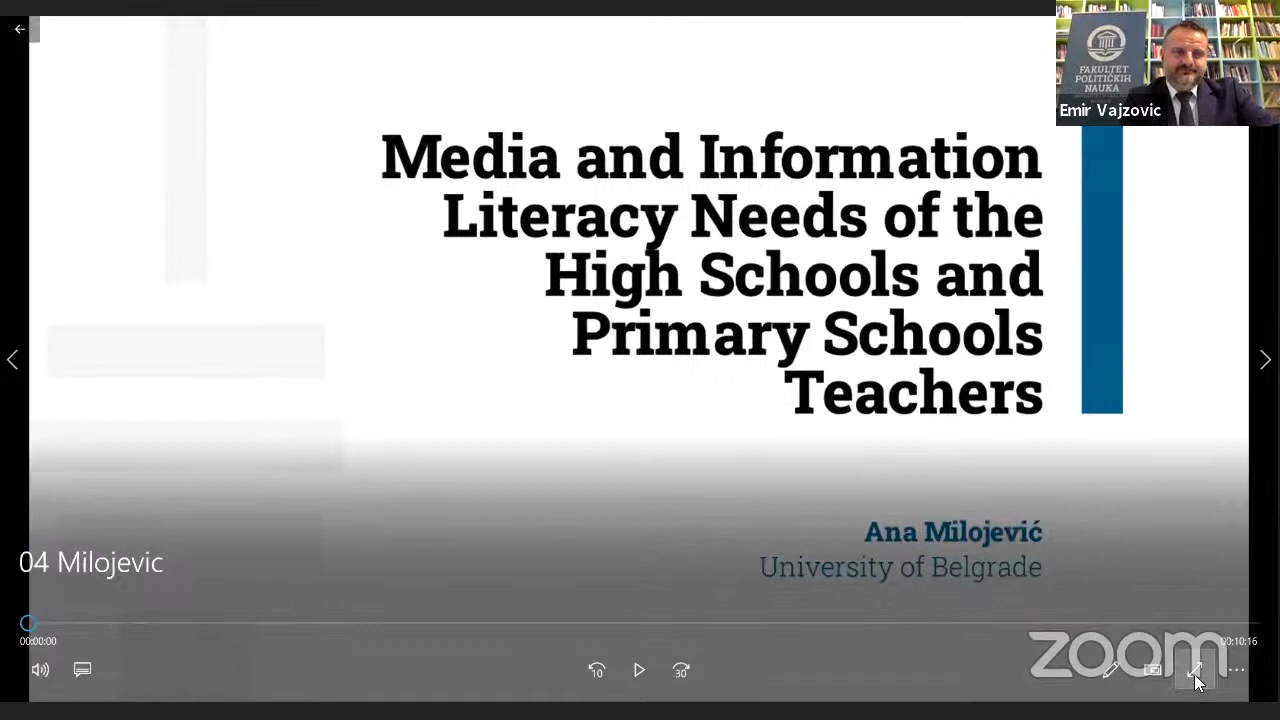 FAKULTET
POLITIČKIH
NAUKA
Emir Vajzovic
Media and Information
Literacy Needs of the
High Schools and
Primary Schools
Teachers
Ana Milojević
University of Belgrade
04 Milojevic
00:00:00
00:10:16
10
30
zoom